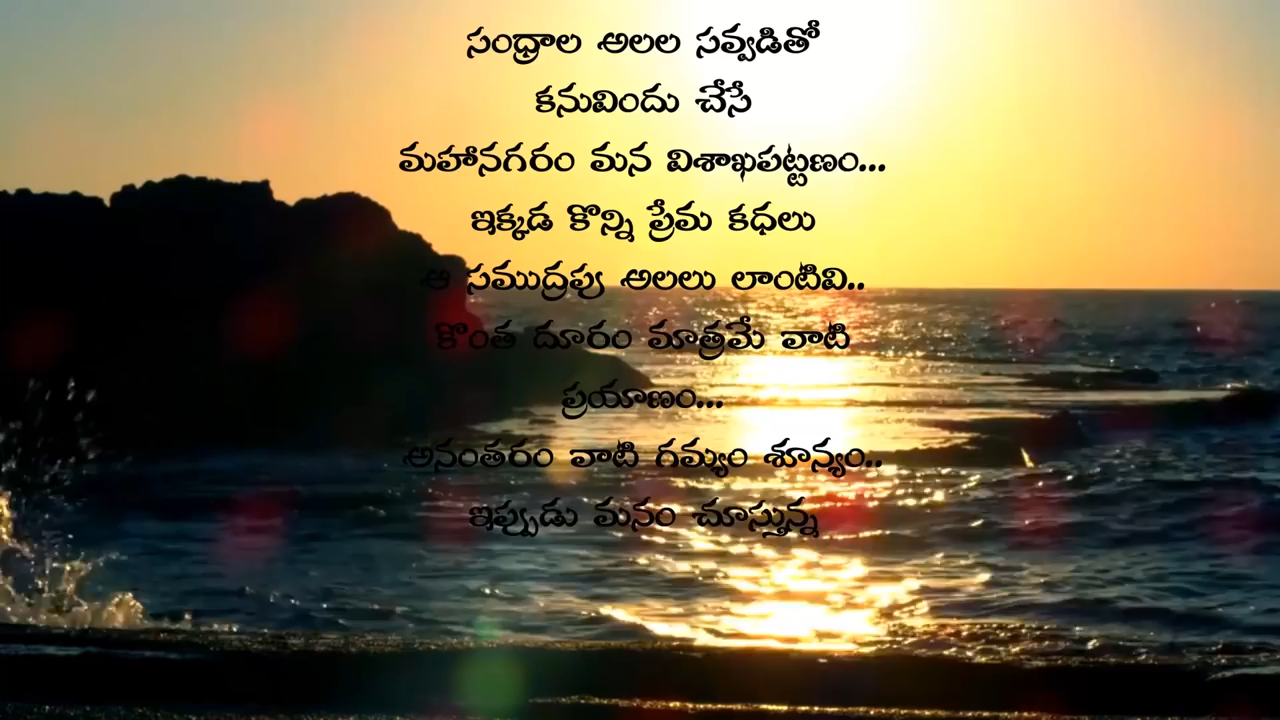 సంధ్రాల అలల సవ్వడితో
కనువిందు చేసే
మహానగరం మన విశాఖపట్టణం...
ఇక్కడ కొన్ని ప్రేమ కధలు
ఆ సముద్రపు అలలు లాంటివి..
కొంత దూరం మాత్రమే వాటి
ప్రయాణం...
అనంతరం వాటి గమ్యం శూన్యం..
ఇప్పుడు మనం చూస్తున్న